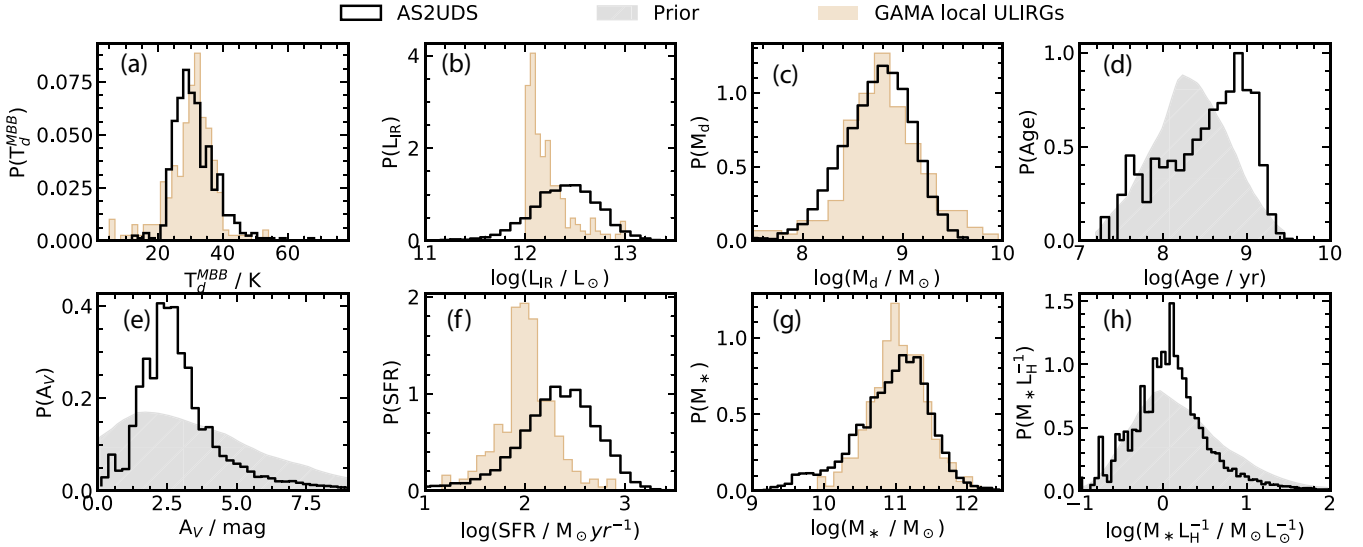 AS2UDS Prior GAMA local ULIRGs
(a) (b) (c) (d)
P(T_d^{MBB}) P(L_{IR}) P(M_d) P(Age)
0.075 4 1.0 1.0
0.050 2 0.5 0.5
0.025
0.000 0 0.0 0.0
20 40 60 11 12 13 8 9 10 7 8 9 10
T_d^{MBB} / K log(L_{IR} / L_⊙) log(M_d / M_⊙) log(Age / yr)
(e) (f) (g) (h)
P(A_V) P(SFR) P(M_*) P(M_* L_H^{-1})
0.4 2 1.0 1.5
0.2 1 0.5 1.0
0.5
0.0 0 0.0 0.0
0.0 2.5 5.0 7.5 1 2 3 9 10 11 12 −1 0 1 2
A_V / mag log(SFR / M_⊙ yr^{−1}) log(M_* / M_⊙) log(M_* L_H^{-1} / M_⊙ L_⊙^{-1})